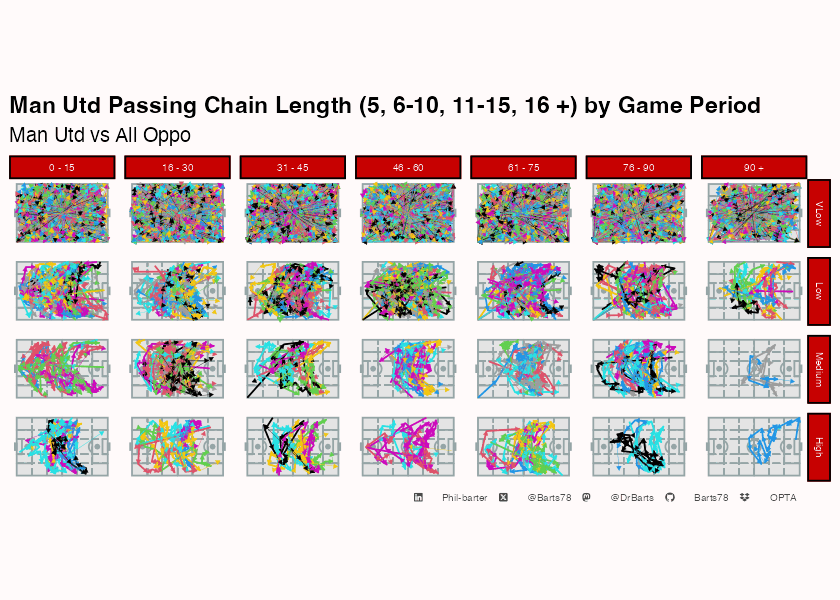 Man Utd Passing Chain Length (5, 6-10, 11-15, 16 +) by Game Period
Man Utd vs All Oppo
0 - 15 16 - 30 31 - 45 46 - 60 61 - 75 76 - 90 90 +
V.Low
Low
Medium
High
Phil-barter @Barts78 @DrBarts Barts78 OPTA